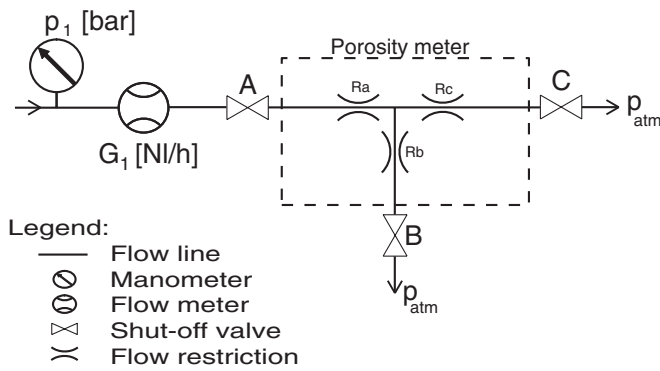 p1 [bar]
Porosity meter
A
Ra
Rc
C
patm
G1 [Nl/h]
Rb
B
patm
Legend:
Flow line
Manometer
Flow meter
Shut-off valve
Flow restriction